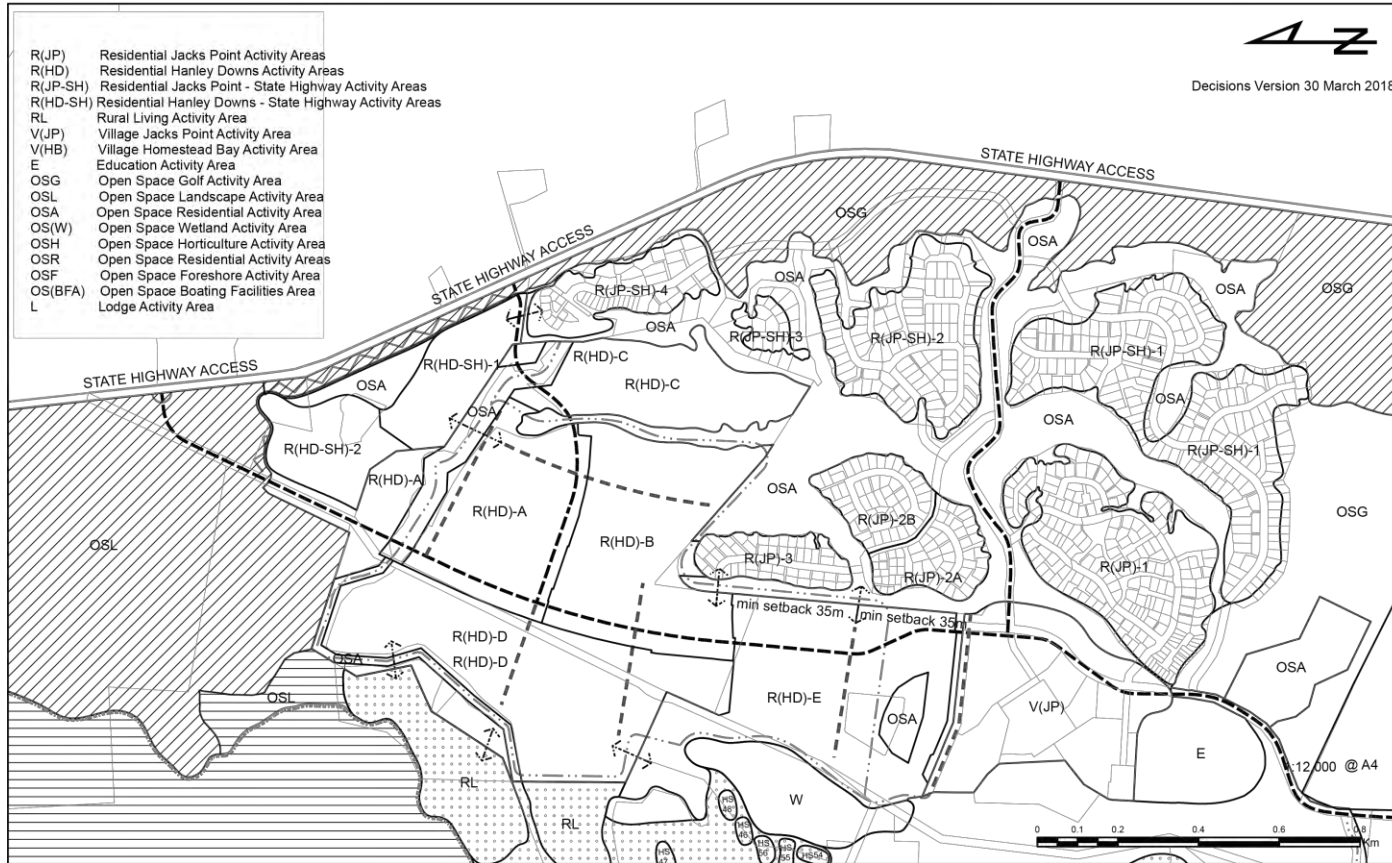 R(JP) Residential Jacks Point Activity Areas
R(HD) Residential Hanley Downs Activity Areas
R(JP-SH) Residential Jacks Point - State Highway Activity Areas
R(HD-SH) Residential Hanley Downs - State Highway Activity Areas
RL Rural Living Activity Area
V(JP) Village Jacks Point Activity Area
V(HB) Village Homestead Bay Activity Area
E Education Activity Area
OSG Open Space Golf Activity Area
OSL Open Space Landscape Activity Area
OSA Open Space Residential Activity Area
OS(W) Open Space Wetland Activity Area
OSH Open Space Horticulture Activity Area
OSR Open Space Residential Activity Areas
OSF Open Space Foreshore Activity Area
OS(BFA) Open Space Boating Facilities Area
L Lodge Activity Area
Z
Decisions Version 30 March 2018
STATE HIGHWAY ACCESS
STATE HIGHWAY ACCESS
STATE HIGHWAY ACCESS
OSG
OSA
OSA
OSA
OSG
R(JP-SH)-4
OSA
R(JP-SH)-3
R(JP-SH)-2
R(JP-SH)-1
R(HD)-C
R(HD-SH)-1
R(HD)-C
OSA
OSA
OSA
OSA
R(HD-SH)-2
R(JP-SH)-1
R(HD)-A
R(HD)-A
OSA
OSG
R(JP)-2B
OSL
R(HD)-B
R(JP)-3
R(JP)-2A
R(JP)-1
min setback 35m
min setback 35m
R(HD)-D
R(HD)-D
OSA
OSA
OSL
R(HD)-E
V(JP)
OSA
E
:12,000 @ A4
RL
RL
W
HS
46
HS
56
HS
55
HS54
HS
47
0 0.1 0.2 0.4 0.6 0.8
Km